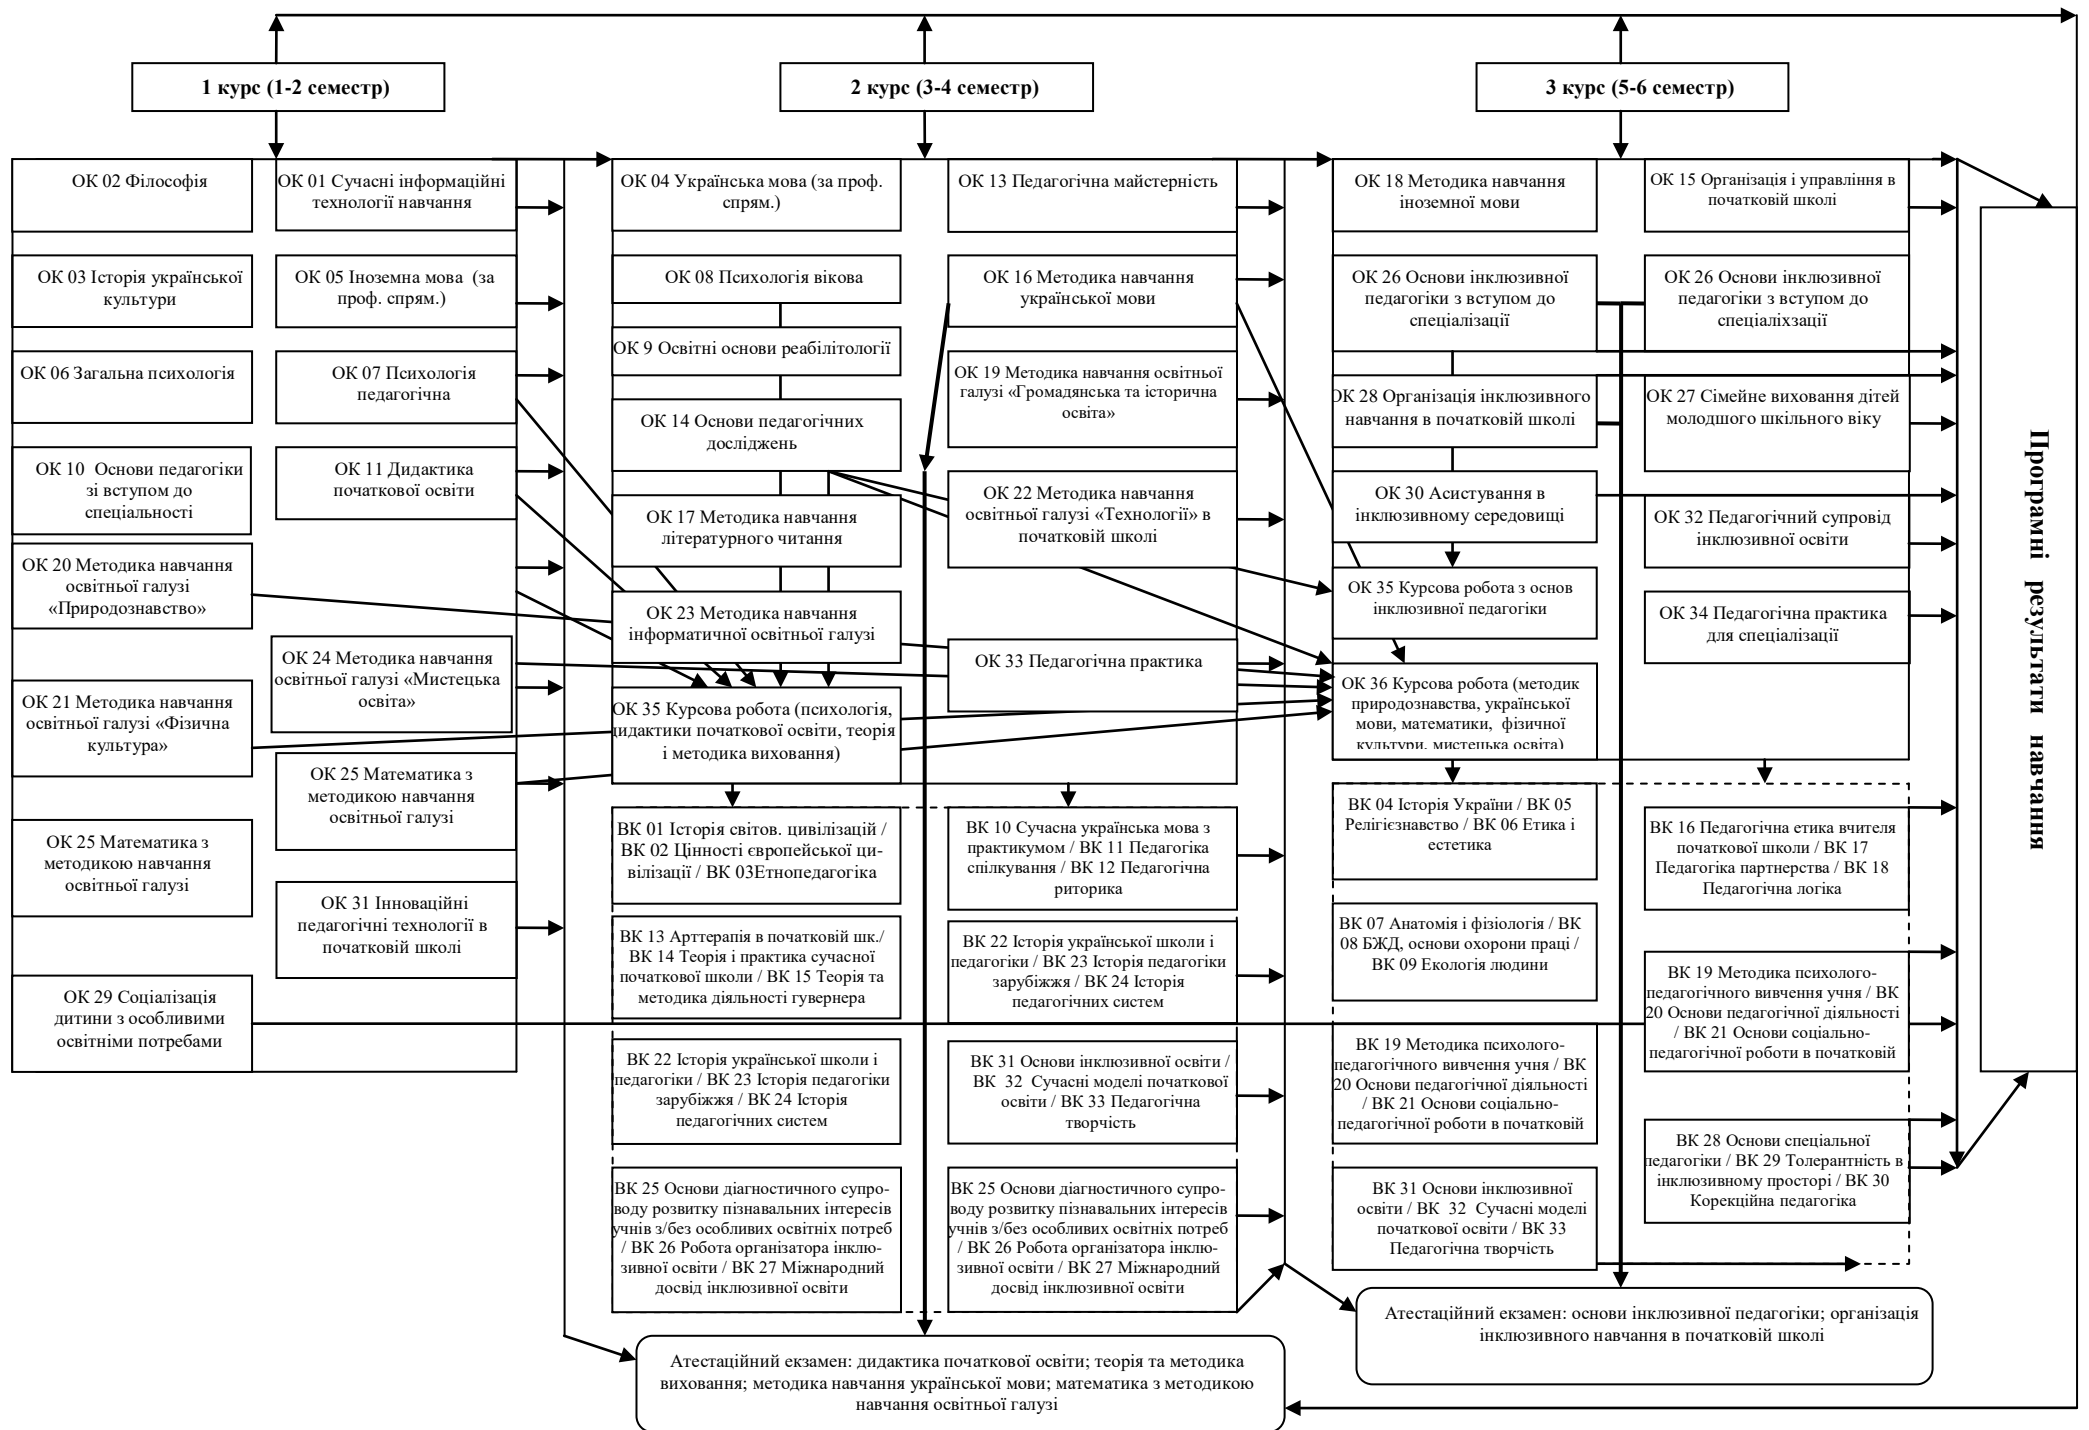 1 курс (1-2 семестр)
2 курс (3-4 семестр)
3 курс (5-6 семестр)
ОК 02 Філософія
ОК 03 Історія української
культури
ОК 06 Загальна психологія
ОК 10 Основи педагогіки
зі вступом до
спеціальності
ОК 20 Методика навчання
освітньої галузі
«Природознавство»
ОК 21 Методика навчання
освітньої галузі «Фізична
культура»
ОК 25 Математика з
методикою навчання
освітньої галузі
ОК 29 Соціалізація
дитини з особливими
освітніми потребами
ОК 01 Сучасні інформаційні
технології навчання
ОК 05 Іноземна мова (за
проф. спрям.)
ОК 07 Психологія
педагогічна
ОК 11 Дидактика
початкової освіти
ОК 24 Методика навчання
освітньої галузі «Мистецька
освіта»
ОК 25 Математика з
методикою навчання
освітньої галузі
ОК 31 Інноваційні
педагогічні технології в
початковій школі
ОК 04 Українська мова (за проф.
спрям.)
ОК 08 Психологія вікова
ОК 9 Освітні основи реабілітології
ОК 14 Основи педагогічних
досліджень
ОК 17 Методика навчання
літературного читання
ОК 23 Методика навчання
інформатичної освітньої галузі
ОК 35 Курсова робота (психологія,
дидактики початкової освіти, теорія
і методика виховання)
ВК 01 Історія світов. цивілізацій /
ВК 02 Цінності європейської ци-
вілізації / ВК 03Етнопедагогіка
ВК 13 Арттерапія в початковій шк./
ВК 14 Теорія і практика сучасної
початкової школи / ВК 15 Теорія та
методика діяльності гувернера
ВК 22 Історія української школи і
педагогіки / ВК 23 Історія педагогіки
зарубіжжя / ВК 24 Історія
педагогічних систем
ВК 25 Основи діагностичного супро-
воду розвитку пізнавальних інтересів
учнів з/без особливих освітніх потреб
/ ВК 26 Робота організатора інклю-
зивної освіти / ВК 27 Міжнародний
досвід інклюзивної освіти
ОК 13 Педагогічна майстерність
ОК 16 Методика навчання
української мови
ОК 19 Методика навчання освітньої
галузі «Громадянська та історична
освіта»
ОК 22 Методика навчання
освітньої галузі «Технології» в
початковій школі
ОК 33 Педагогічна практика
ВК 10 Сучасна українська мова з
практикумом / ВК 11 Педагогіка
спілкування / ВК 12 Педагогічна
риторика
ВК 22 Історія української школи і
педагогіки / ВК 23 Історія педагогіки
зарубіжжя / ВК 24 Історія
педагогічних систем
ВК 31 Основи інклюзивної освіти /
ВК 32 Сучасні моделі початкової
освіти / ВК 33 Педагогічна
творчість
ВК 25 Основи діагностичного супро-
воду розвитку пізнавальних інтересів
учнів з/без особливих освітніх потреб
/ ВК 26 Робота організатора інклю-
зивної освіти / ВК 27 Міжнародний
досвід інклюзивної освіти
ОК 18 Методика навчання
іноземної мови
ОК 26 Основи інклюзивної
педагогіки з вступом до
спеціалізації
ОК 28 Організація інклюзивного
навчання в початковій школі
ОК 30 Асистування в
інклюзивному середовищі
ОК 35 Курсова робота з основ
інклюзивної педагогіки
ОК 36 Курсова робота (методик
природознавства, української
мови, математики, фізичної
культури, мистецька освіта)
ВК 04 Історія України / ВК 05
Релігієзнавство / ВК 06 Етика і
естетика
ВК 07 Анатомія і фізіологія / ВК
08 БЖД, основи охорони праці /
ВК 09 Екологія людини
ВК 19 Методика психолого-
педагогічного вивчення учня / ВК
20 Основи педагогічної діяльності
/ ВК 21 Основи соціально-
педагогічної роботи в початковій
ВК 31 Основи інклюзивної
освіти / ВК 32 Сучасні моделі
початкової освіти / ВК 33
Педагогічна творчість
ОК 15 Організація і управління в
початковій школі
ОК 26 Основи інклюзивної
педагогіки з вступом до
спеціаліхзації
ОК 27 Сімейне виховання дітей
молодшого шкільного віку
ОК 32 Педагогічний супровід
інклюзивної освіти
ОК 34 Педагогічна практика
для спеціалізації
ВК 16 Педагогічна етика вчителя
початкової школи / ВК 17
Педагогіка партнерства / ВК 18
Педагогічна логіка
ВК 19 Методика психолого-
педагогічного вивчення учня / ВК
20 Основи педагогічної діяльності
/ ВК 21 Основи соціально-
педагогічної роботи в початковій
ВК 28 Основи спеціальної
педагогіки / ВК 29 Толерантність в
інклюзивному просторі / ВК 30
Корекційна педагогіка
Програмні результати навчання
Атестаційний екзамен: дидактика початкової освіти; теорія та методика
виховання; методика навчання української мови; математика з методикою
навчання освітньої галузі
Атестаційний екзамен: основи інклюзивної педагогіки; організація
інклюзивного навчання в початковій школі